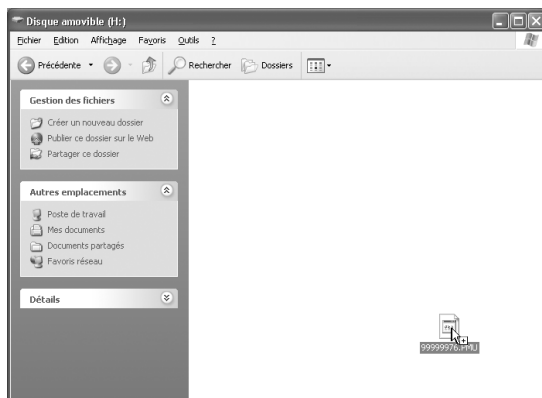 Disque amovible (H:)
Fichier Edition Affichage Favoris Outils ?
Précédente Rechercher Dossiers
Gestion des fichiers
Créer un nouveau dossier
Publier ce dossier sur le Web
Partager ce dossier
Autres emplacements
Poste de travail
Mes documents
Documents partagés
Favoris réseau
Détails
99999976.PMU